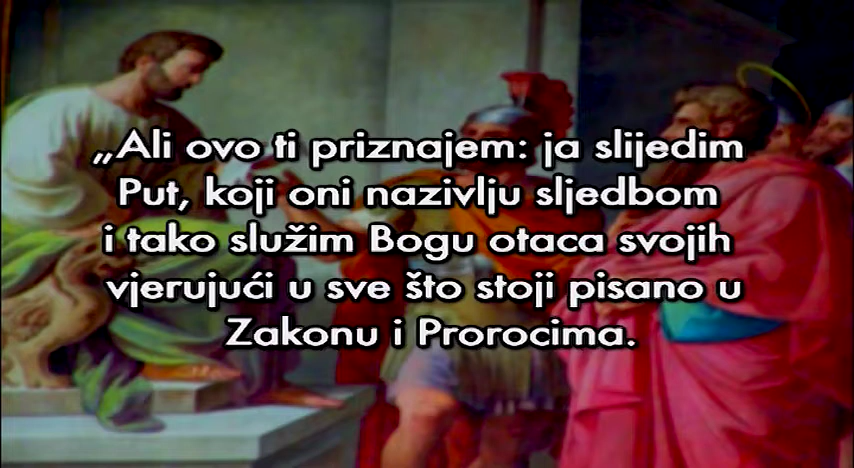 „Ali ovo ti priznajem: ja slijedim
Put, koji oni nazivlju sljedbom
i tako služim Bogu otaca svojih
vjerujući u sve što stoji pisano u
Zakonu i Prorocima.